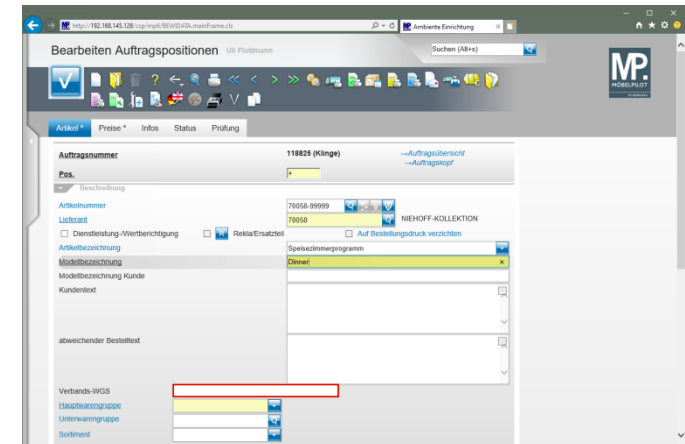 http://192.168.145.128/csp/mp6/REWIDATA.mainFrame.cls
Ambiente Einrichtung
Bearbeiten Auftragspositionen Uli Flottmann
Suchen (Alt+s)
MP.
MÖBELPILOT
Artikel * Preise * Infos Status Prüfung
Auftragsnummer 118825 (Klinge) →Auftragsübersicht
→Auftragskopf
Pos. +
Beschreibung
Artikelnummer 70058-99999
Lieferant 70058 NIEHOFF-KOLLEKTION
Dienstleistung-/Wertberichtigung Rekla/Ersatzteil Auf Bestellungsdruck verzichten
Artikelbezeichnung Speisezimmerprogramm
Modellbezeichnung Dinner
Modellbezeichnung Kunde
Kundentext
abweichender Bestelltext
Verbands-WGS
Hauptwarengruppe
Unterwarengruppe
Sortiment